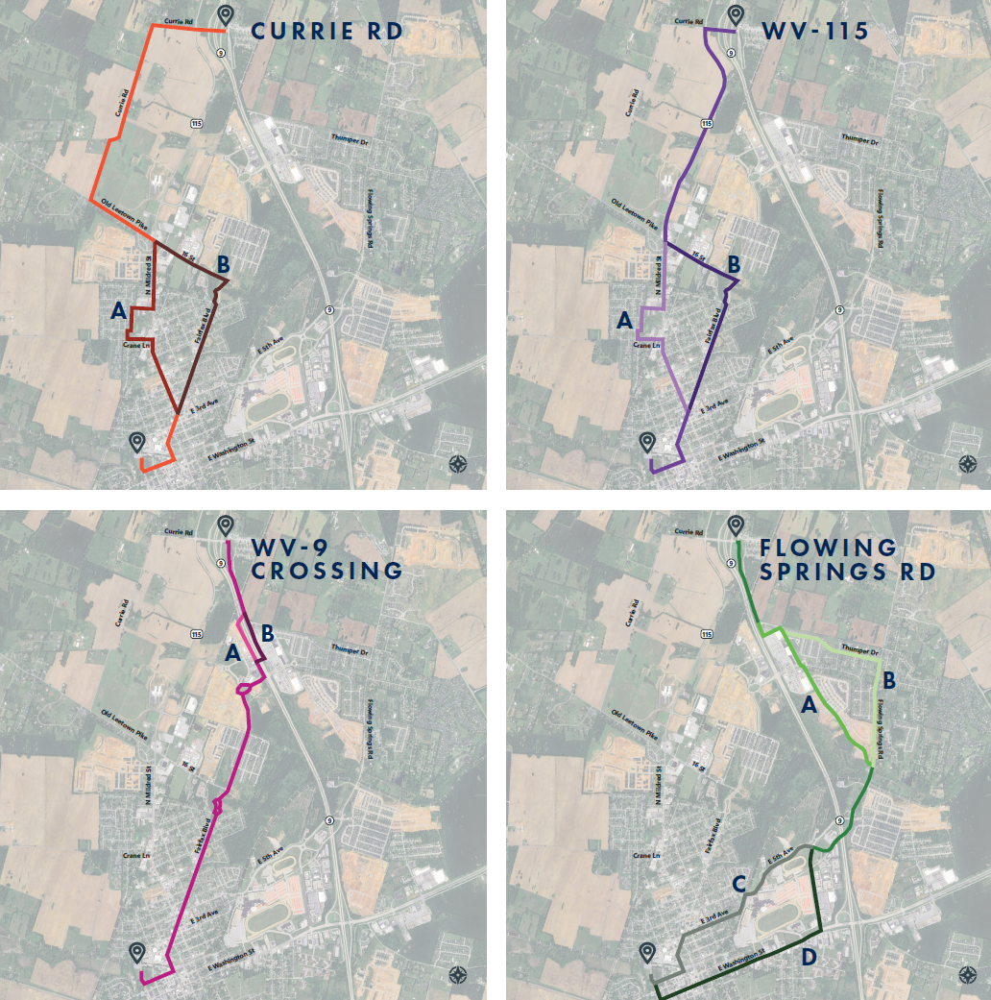 Currie Rd
CURRIE RD
9
Currie Rd
115
Thumper Dr
Old Leetown Pike
Flowing Springs Rd
16 St
B
N Mildred St
A
9
Fairfax Blvd
Crane Ln
E 5th Ave
E 3rd Ave
E Washington St
Currie Rd
WV-115
9
Currie Rd
115
Thumper Dr
Old Leetown Pike
Flowing Springs Rd
16 St
B
N Mildred St
A
9
Fairfax Blvd
Crane Ln
E 5th Ave
E 3rd Ave
E Washington St
Currie Rd
WV-9
CROSSING
9
Currie Rd
115
B
A
Thumper Dr
Old Leetown Pike
Flowing Springs Rd
16 St
N Mildred St
9
Fairfax Blvd
Crane Ln
E 5th Ave
E 3rd Ave
E Washington St
Currie Rd
FLOWING
SPRINGS RD
9
Currie Rd
115
Thumper Dr
B
A
Old Leetown Pike
Flowing Springs Rd
16 St
N Mildred St
9
Fairfax Blvd
Crane Ln
E 5th Ave
C
E 3rd Ave
E Washington St
D